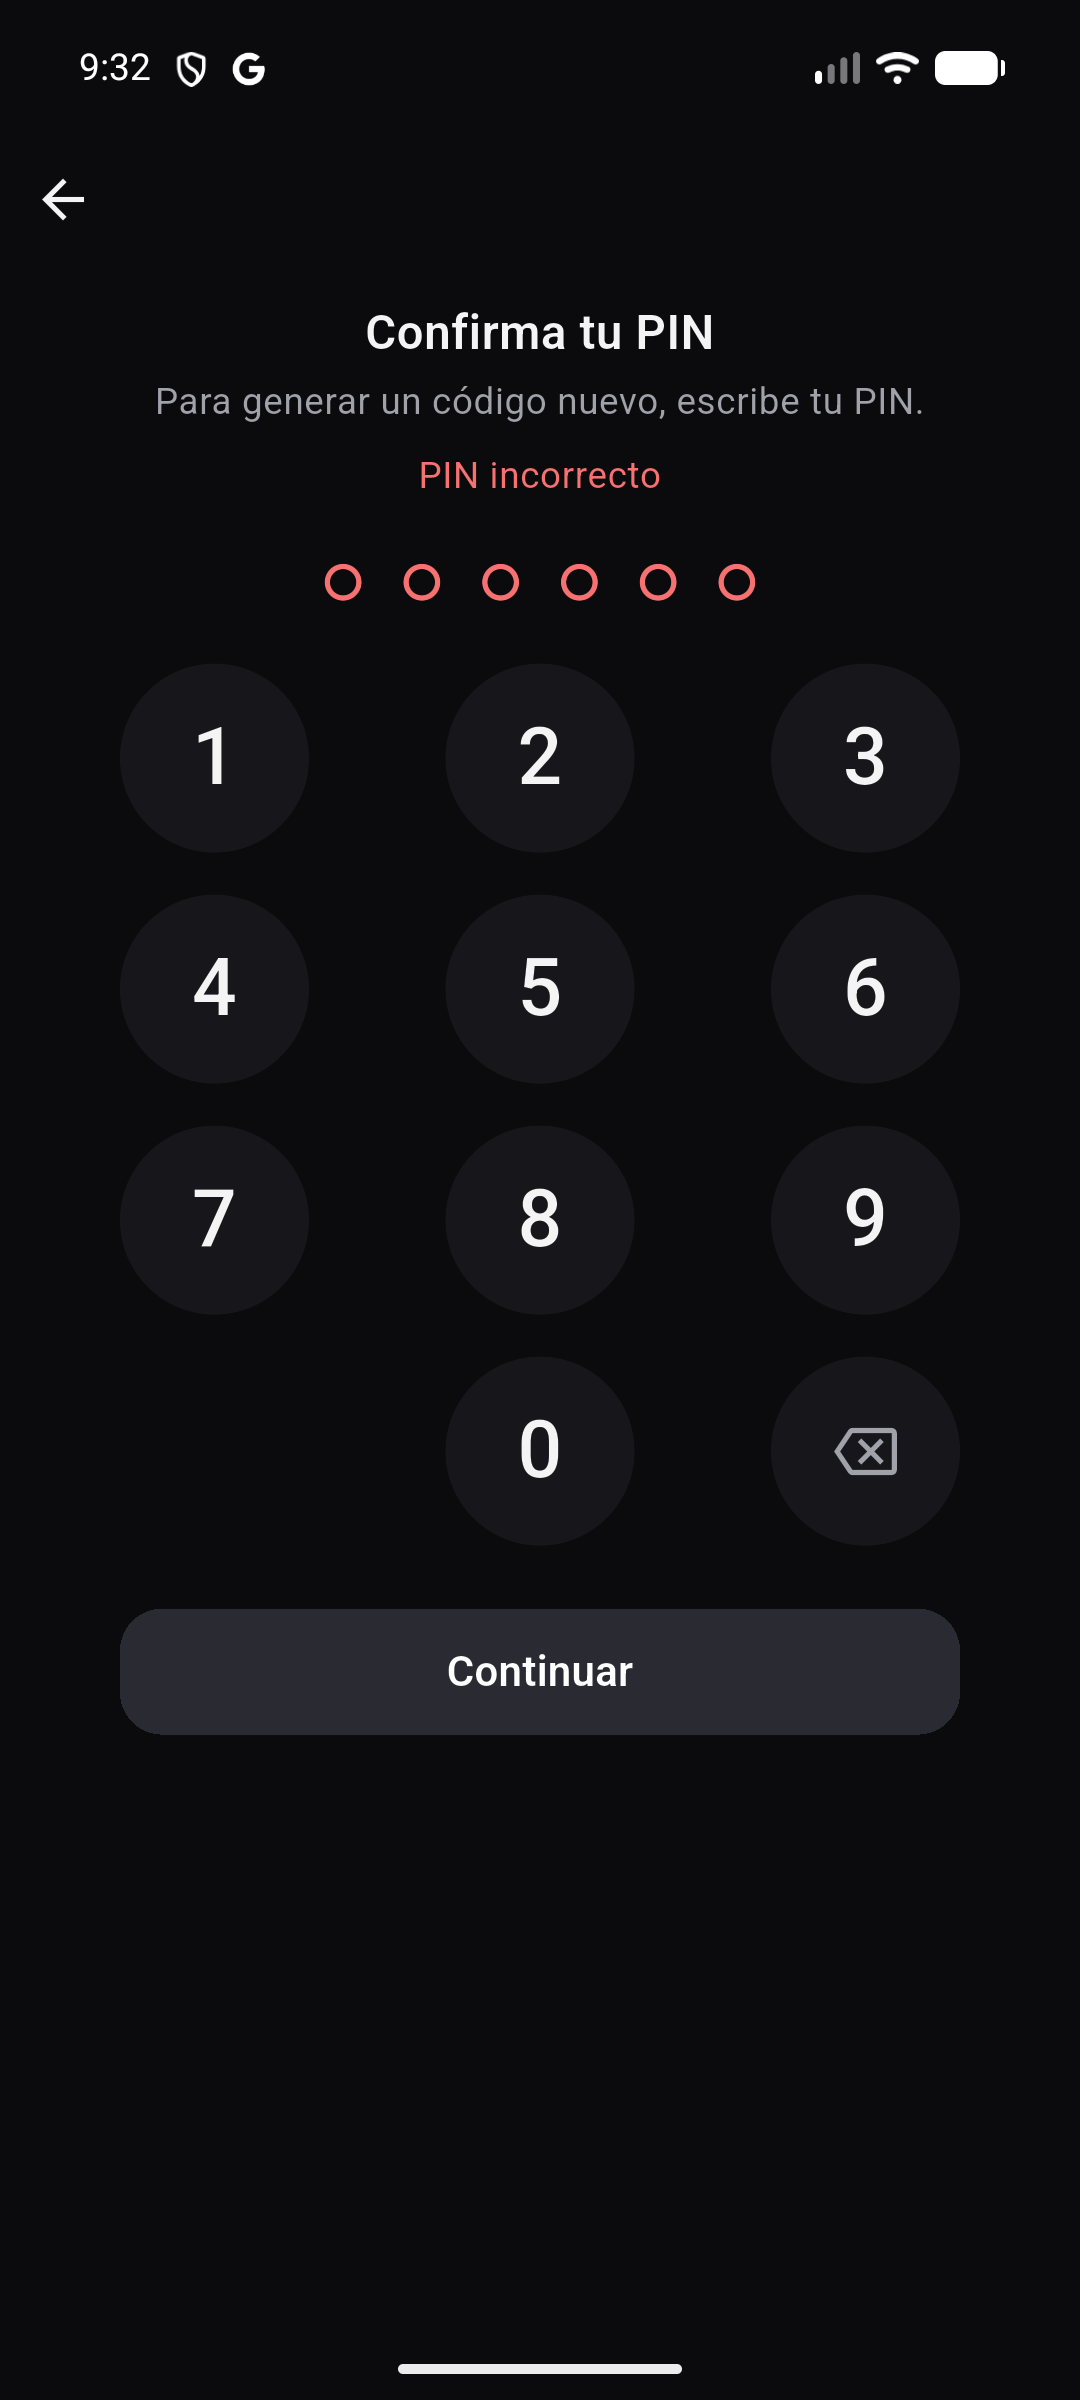 9:32
Confirma tu PIN
Para generar un código nuevo, escribe tu PIN.
PIN incorrecto
1 2 3
4 5 6
7 8 9
0
Continuar